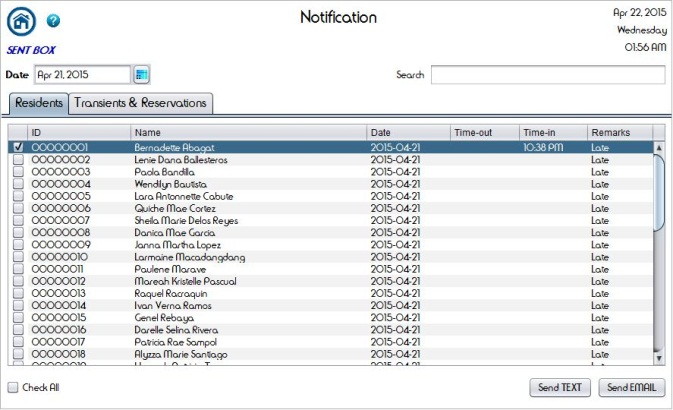 Notification
Apr 22, 2015
Wednesday
01:56 AM
?
SENT BOX
Date Apr 21, 2015
Search
Residents Transients & Reservations
ID Name Date Time-out Time-in Remarks
00000001 Bernadette Abagat 2015-04-21 10:38 PM Late
00000002 Lenie Dana Ballesteros 2015-04-21 Late
00000003 Paola Bandilla 2015-04-21 Late
00000004 Wendilyn Bautista 2015-04-21 Late
00000005 Lara Antonnette Cabute 2015-04-21 Late
00000006 Quiche Mae Cortez 2015-04-21 Late
00000007 Sheila Marie Delos Reyes 2015-04-21 Late
00000008 Danica Mae Garcia 2015-04-21 Late
00000009 Janna Martha Lopez 2015-04-21 Late
00000010 Larmaine Macadangdang 2015-04-21 Late
00000011 Paulene Marave 2015-04-21 Late
00000012 Mareah Kristelle Pascual 2015-04-21 Late
00000013 Raquel Racraquin 2015-04-21 Late
00000014 Ivan Verna Ramos 2015-04-21 Late
00000015 Genel Rebaya 2015-04-21 Late
00000016 Darelle Selina Rivera 2015-04-21 Late
00000017 Patricia Rae Sampol 2015-04-21 Late
00000018 Alyzza Marie Santiago 2015-04-21 Late
Check All
Send TEXT
Send EMAIL